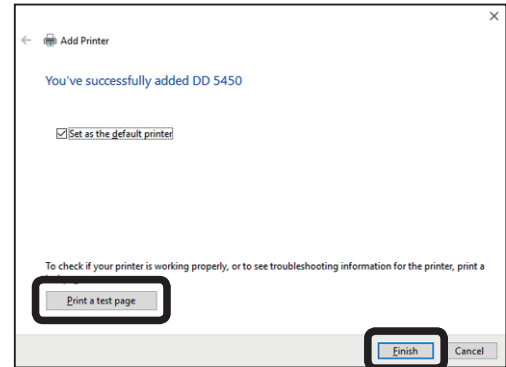 Add Printer
You've successfully added DD 5450
Set as the default printer
To check if your printer is working properly, or to see troubleshooting information for the printer, print a
Print a test page
Finish Cancel